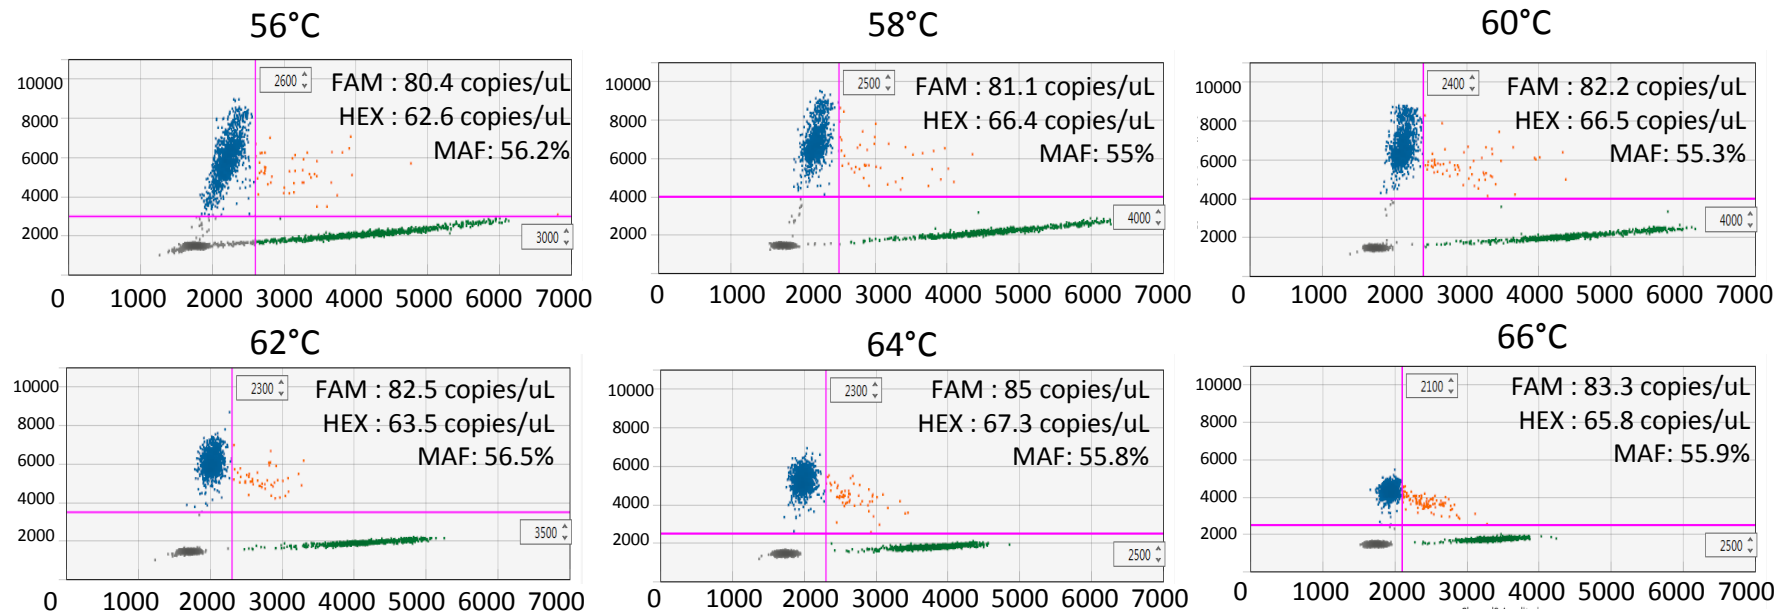 56°C
58°C
60°C
2600
FAM : 80.4 copies/uL
HEX : 62.6 copies/uL
MAF: 56.2%
10000
8000
6000
4000
2000
3000
0 1000 2000 3000 4000 5000 6000 7000
2500
FAM : 81.1 copies/uL
HEX : 66.4 copies/uL
MAF: 55%
10000
8000
6000
4000
2000
4000
0 1000 2000 3000 4000 5000 6000 7000
2400
FAM : 82.2 copies/uL
HEX : 66.5 copies/uL
MAF: 55.3%
10000
8000
6000
4000
2000
4000
0 1000 2000 3000 4000 5000 6000 7000
62°C
64°C
66°C
2300
FAM : 82.5 copies/uL
HEX : 63.5 copies/uL
MAF: 56.5%
10000
8000
6000
4000
2000
3500
0
0 1000 2000 3000 4000 5000 6000 7000
2300
FAM : 85 copies/uL
HEX : 67.3 copies/uL
MAF: 55.8%
10000
8000
6000
4000
2000
2500
0
0 1000 2000 3000 4000 5000 6000 7000
2100
FAM : 83.3 copies/uL
HEX : 65.8 copies/uL
MAF: 55.9%
10000
8000
6000
4000
2000
2500
0
0 1000 2000 3000 4000 5000 6000 7000